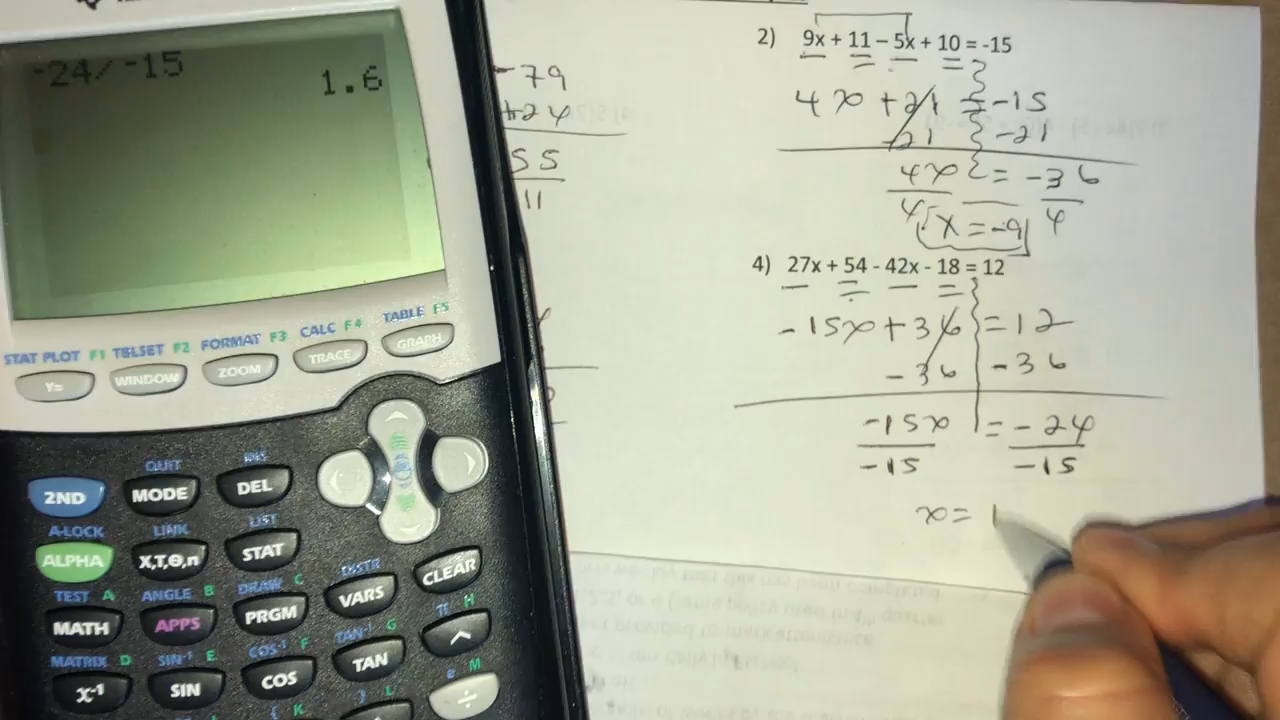 -24/-15
1.6
STAT PLOT F1 TBLSET F2 FORMAT F3 CALC F4 TABLE F5
Y= WINDOW ZOOM TRACE GRAPH
QUIT INS
2ND MODE DEL
A-LOCK LINK LIST
ALPHA X,T,Θ,n STAT
TEST A ANGLE B DRAW C DISTR
MATH APPS PRGM VARS CLEAR
MATRIX D SIN⁻¹ E COS⁻¹ F TAN⁻¹ G π H
X⁻¹ SIN COS TAN ^
K L e M
÷
-79
+24
55
11
2) 9x + 11 – 5x + 10 = -15
4x + 21 = -15
-21 -21
4x = -36
4 4
x = -9
4) 27x + 54 - 42x - 18 = 12
-15x + 36 = 12
-36 -36
-15x = -24
-15 -15
x = 1